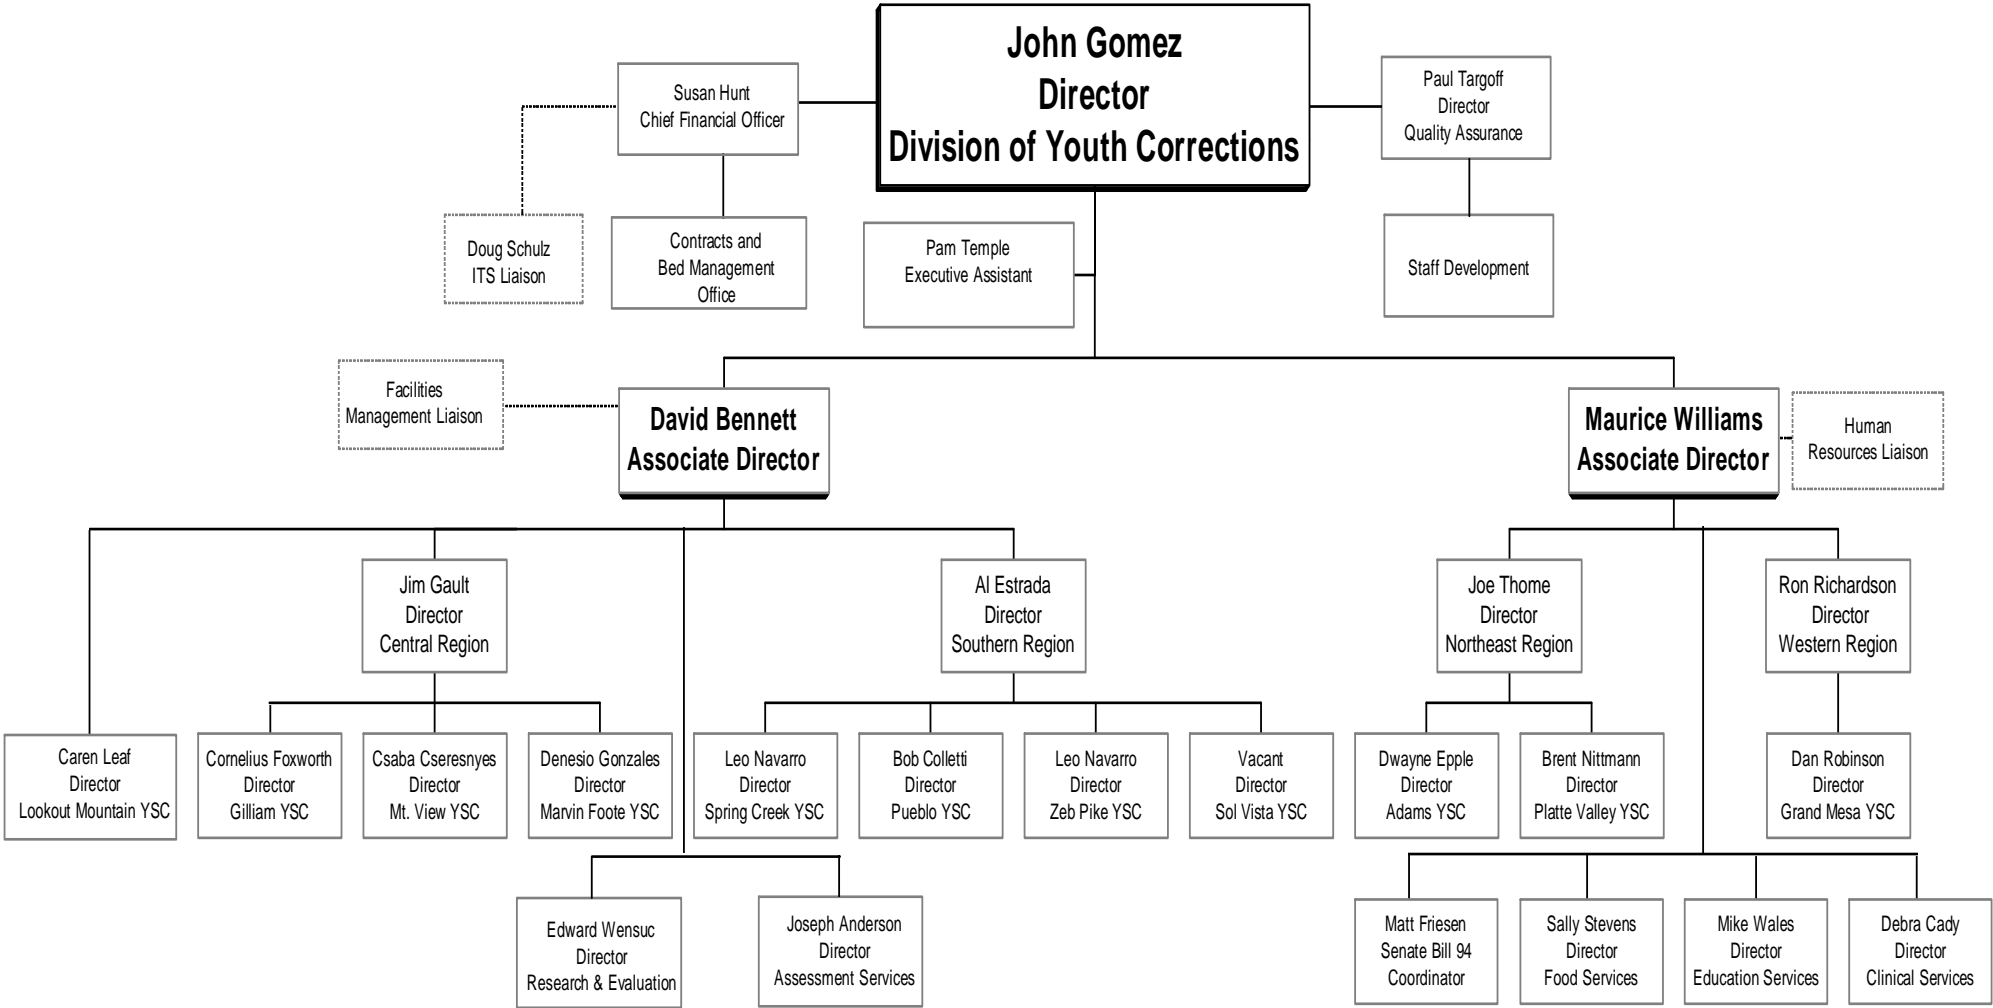 John Gomez
Director
Division of Youth Corrections
Susan Hunt
Chief Financial Officer
Paul Targoff
Director
Quality Assurance
Doug Schulz
ITS Liaison
Contracts and
Bed Management
Office
Pam Temple
Executive Assistant
Staff Development
Facilities
Management Liaison
David Bennett
Associate Director
Maurice Williams
Associate Director
Human
Resources Liaison
Jim Gault
Director
Central Region
Al Estrada
Director
Southern Region
Joe Thome
Director
Northeast Region
Ron Richardson
Director
Western Region
Caren Leaf
Director
Lookout Mountain YSC
Cornelius Foxworth
Director
Gilliam YSC
Csaba Cseresnyes
Director
Mt. View YSC
Denesio Gonzales
Director
Marvin Foote YSC
Leo Navarro
Director
Spring Creek YSC
Bob Colletti
Director
Pueblo YSC
Leo Navarro
Director
Zeb Pike YSC
Vacant
Director
Sol Vista YSC
Dwayne Epple
Director
Adams YSC
Brent Nittmann
Director
Platte Valley YSC
Dan Robinson
Director
Grand Mesa YSC
Edward Wensuc
Director
Research & Evaluation
Joseph Anderson
Director
Assessment Services
Matt Friesen
Senate Bill 94
Coordinator
Sally Stevens
Director
Food Services
Mike Wales
Director
Education Services
Debra Cady
Director
Clinical Services